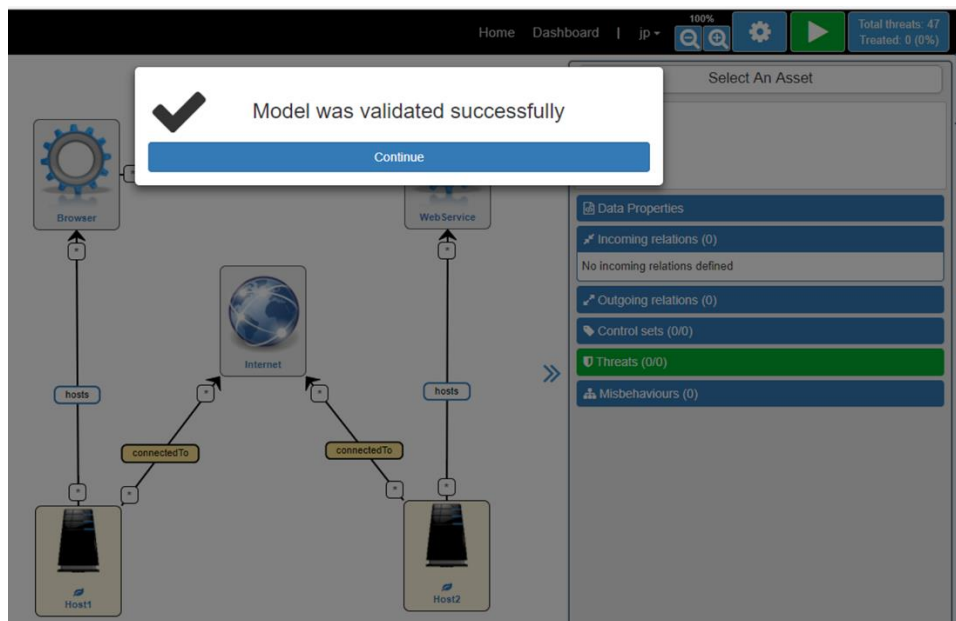 100%
Home Dashboard | jp
Total threats: 47
Treated: 0 (0%)
Select An Asset
Model was validated successfully
Continue
Browser
WebService
Data Properties
Incoming relations (0)
No incoming relations defined
Outgoing relations (0)
Control sets (0/0)
Threats (0/0)
Misbehaviours (0)
Internet
hosts
hosts
connectedTo
connectedTo
*
*
*
*
*
*
*
*
*
Host1
Host2